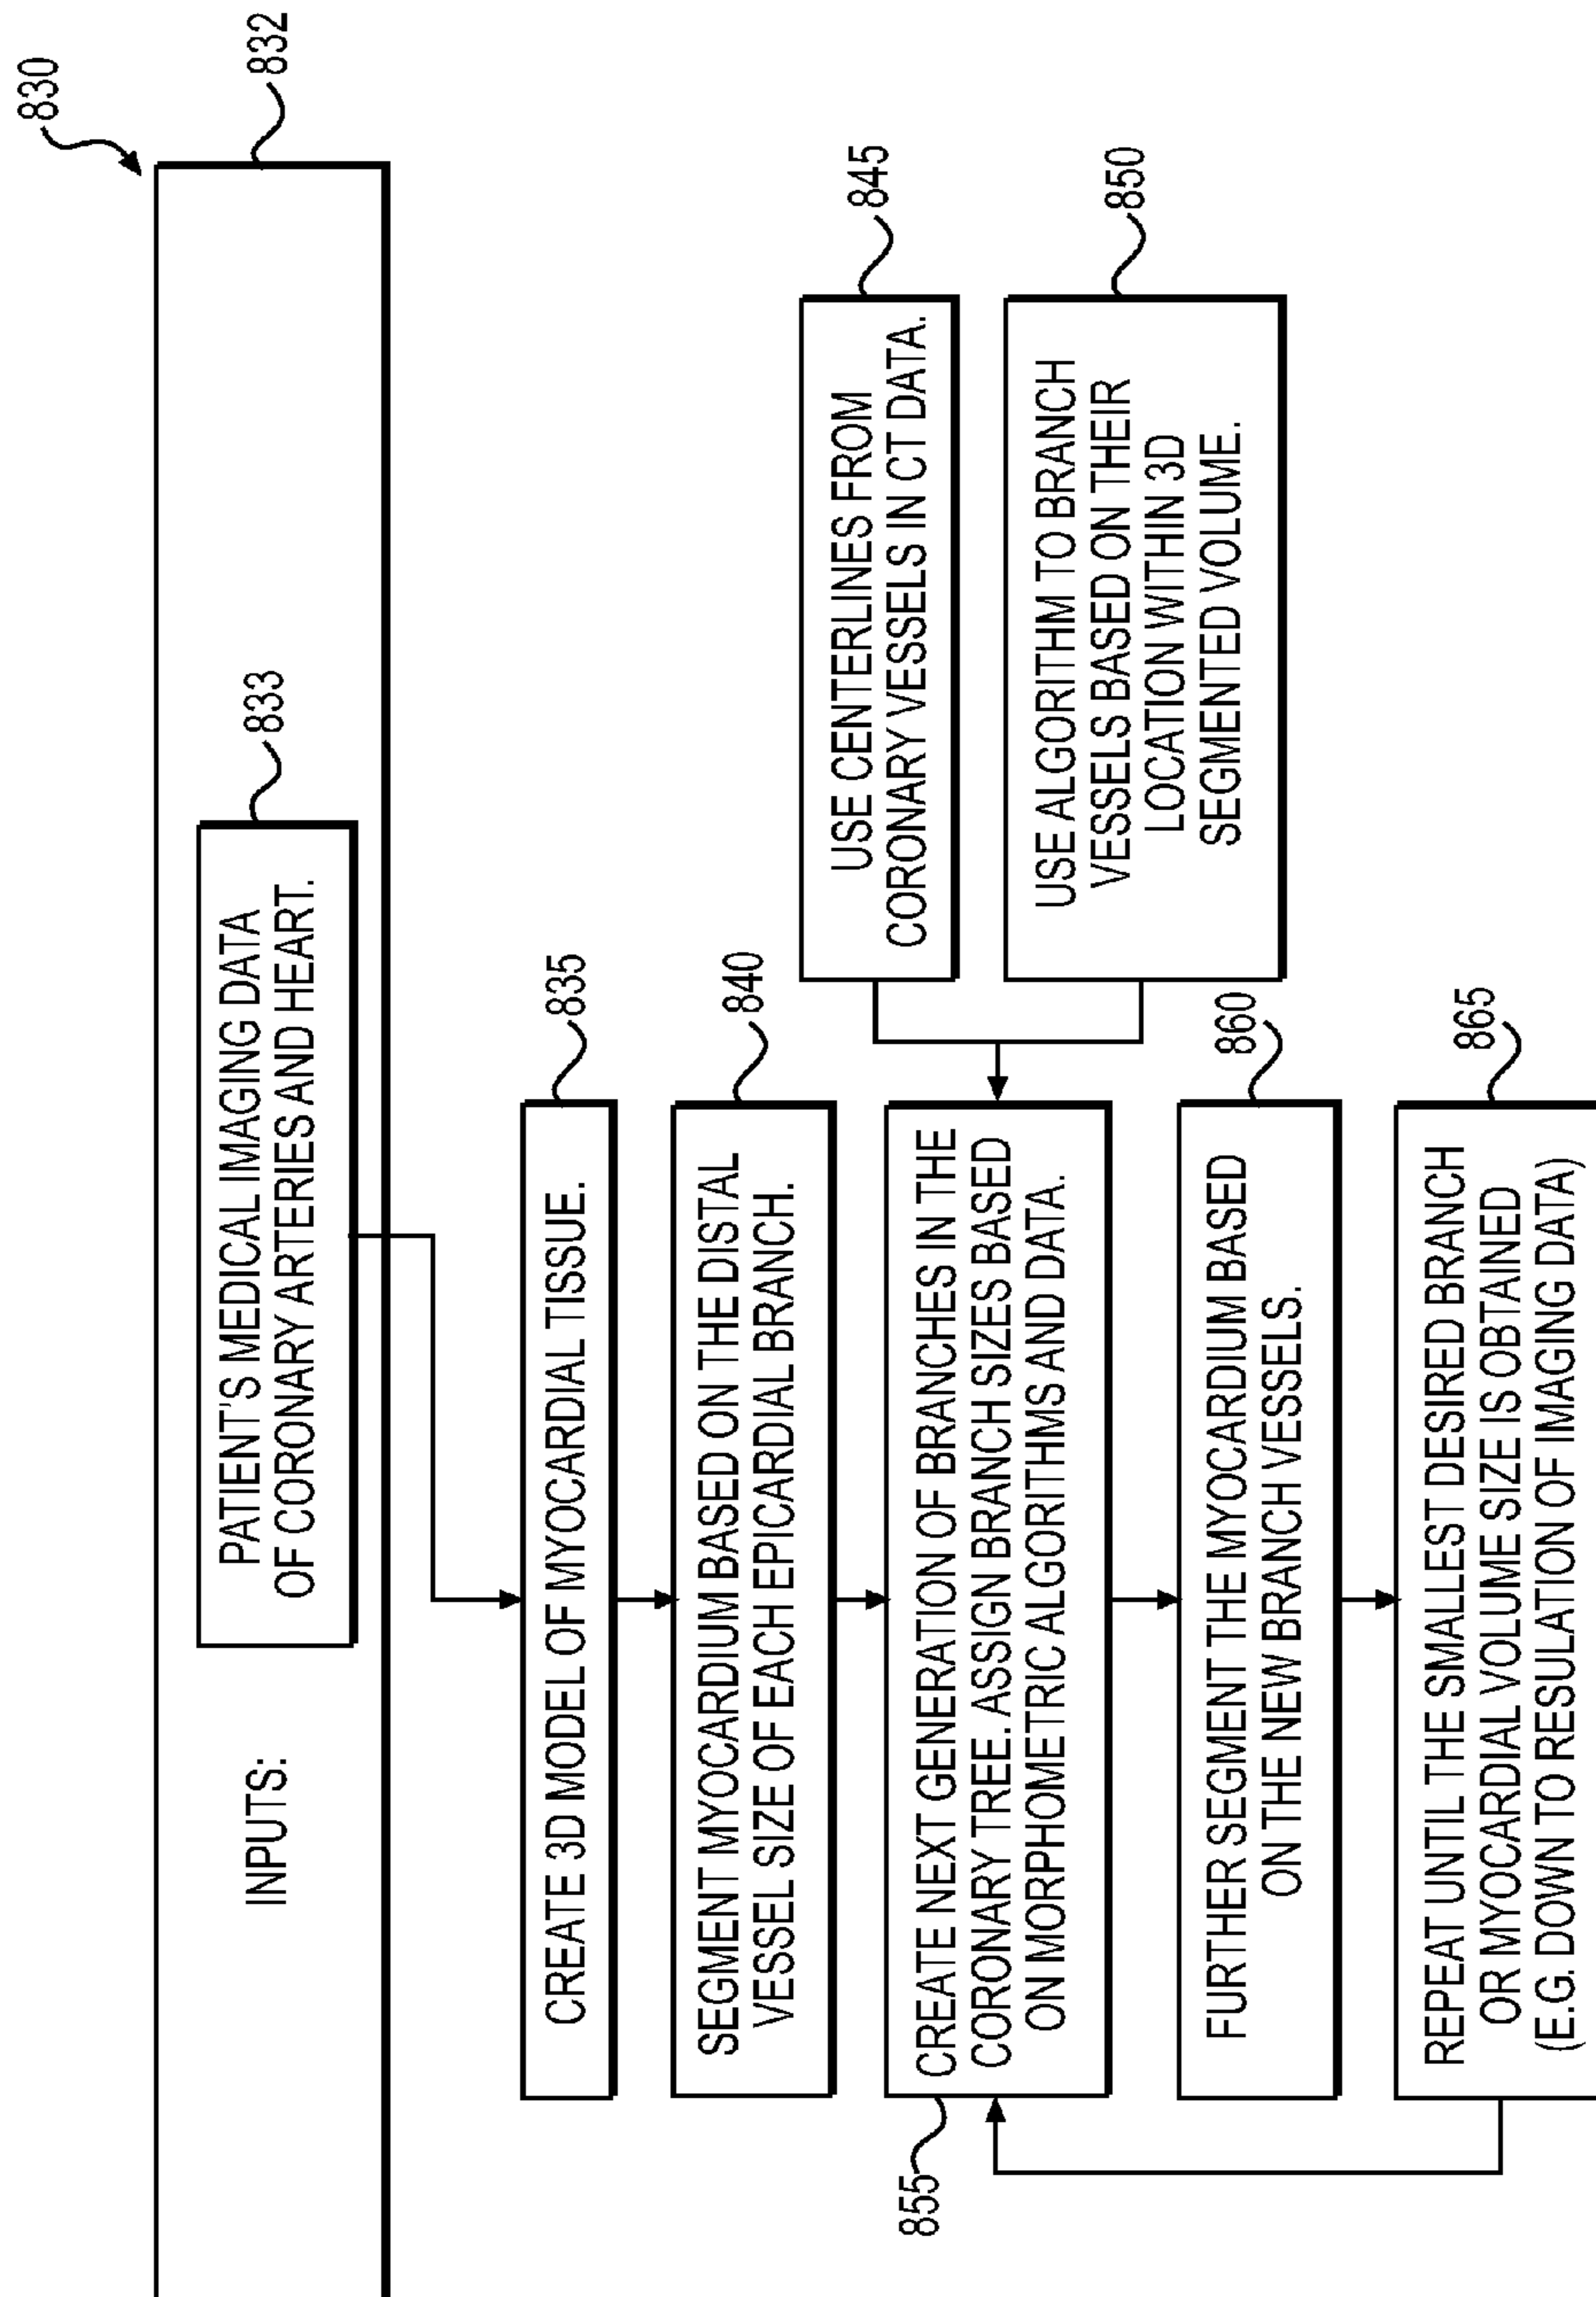 830
832
INPUTS:
833
PATIENT'S MEDICAL IMAGING DATA
OF CORONARY ARTERIES AND HEART.
835
CREATE 3D MODEL OF MYOCARDIAL TISSUE.
840
SEGMENT MYOCARDIUM BASED ON THE DISTAL
VESSEL SIZE OF EACH EPICARDIAL BRANCH.
845
USE CENTERLINES FROM
CORONARY VESSELS IN CT DATA.
850
USE ALGORITHM TO BRANCH
VESSELS BASED ON THEIR
LOCATION WITHIN 3D
SEGMENTED VOLUME.
855
CREATE NEXT GENERATION OF BRANCHES IN THE
CORONARY TREE. ASSIGN BRANCH SIZES BASED
ON MORPHOMETRIC ALGORITHMS AND DATA.
860
FURTHER SEGMENT THE MYOCARDIUM BASED
ON THE NEW BRANCH VESSELS.
865
REPEAT UNTIL THE SMALLEST DESIRED BRANCH
OR MYOCARDIAL VOLUME SIZE IS OBTAINED
(E.G. DOWN TO RESULATION OF IMAGING DATA)